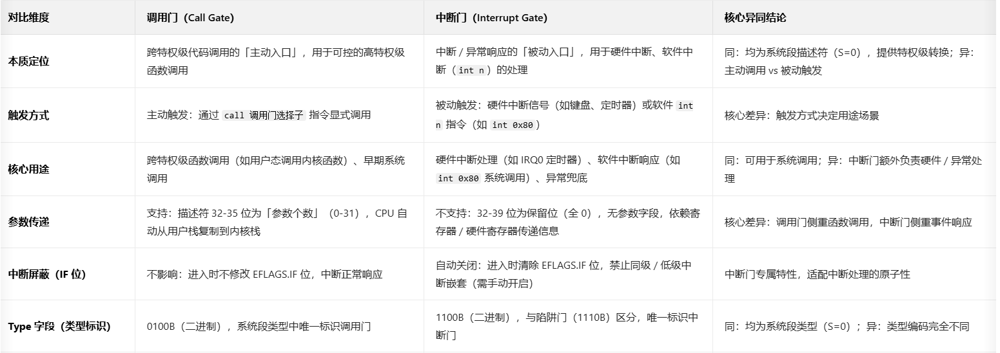 对比维度
调用门（Call Gate）
中断门（Interrupt Gate）
核心异同结论
本质定位
跨特权级代码调用的「主动入口」，用于可控的高特权级
函数调用
中断 / 异常响应的「被动入口」，用于硬件中断、软件中
断（int n）的处理
同：均为系统段描述符（S=0），提供特权级转换；异：
主动调用 vs 被动触发
触发方式
主动触发：通过 call 调用门选择子 指令显式调用
被动触发：硬件中断信号（如键盘、定时器）或软件 int
n 指令（如 int 0x80）
核心差异：触发方式决定用途场景
核心用途
跨特权级函数调用（如用户态调用内核函数）、早期系统
调用
硬件中断处理（如 IRQ0 定时器）、软件中断响应（如
int 0x80 系统调用）、异常兜底
同：可用于系统调用；异：中断门额外负责硬件 / 异常处
理
参数传递
支持：描述符 32-35 位为「参数个数」（0-31），CPU 自
动从用户栈复制到内核栈
不支持：32-39 位为保留位（全 0），无参数字段，依赖寄
存器 / 硬件寄存器传递信息
核心差异：调用门侧重函数调用，中断门侧重事件响应
中断屏蔽（IF 位）
不影响：进入时不修改 EFLAGS.IF 位，中断正常响应
自动关闭：进入时清除 EFLAGS.IF 位，禁止同级 / 低级中
断嵌套（需手动开启）
中断门专属特性，适配中断处理的原子性
Type 字段（类型标识）
0100B（二进制），系统段类型中唯一标识调用门
1100B（二进制），与陷阱门（1110B）区分，唯一标识中
断门
同：均为系统段类型（S=0）；异：类型编码完全不同